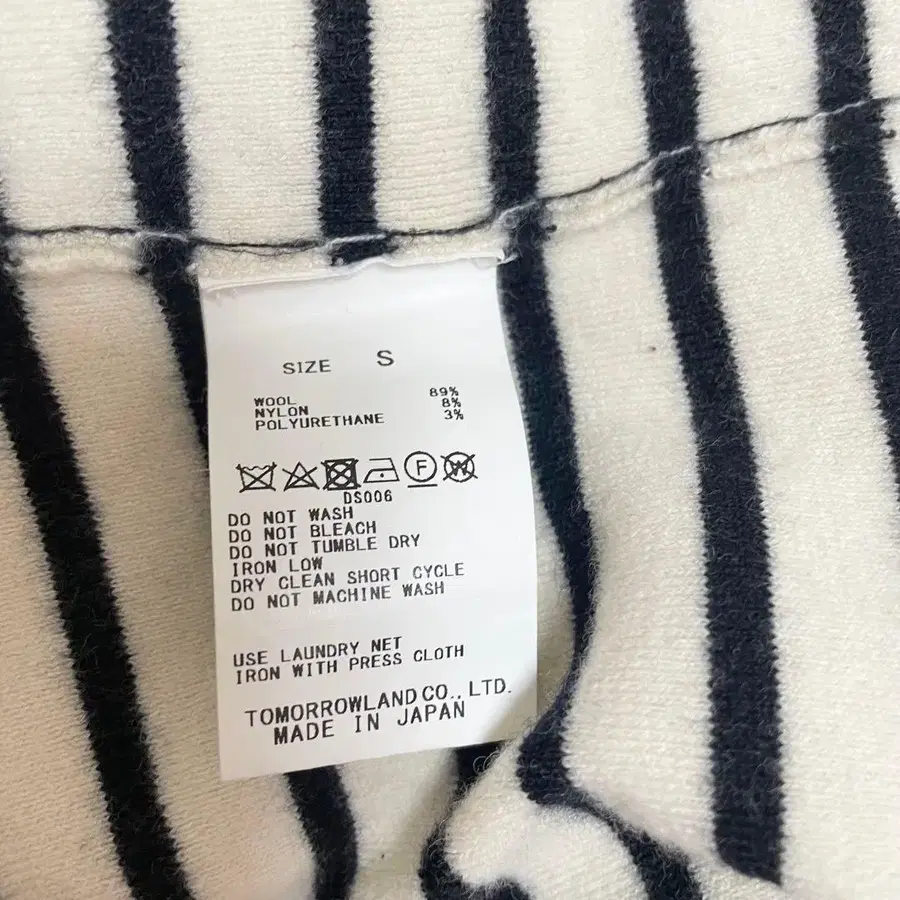 SIZE S
WOOL 89%
NYLON 8%
POLYURETHANE 3%
F W
DS006
DO NOT WASH
DO NOT BLEACH
DO NOT TUMBLE DRY
IRON LOW
DRY CLEAN SHORT CYCLE
DO NOT MACHINE WASH
USE LAUNDRY NET
IRON WITH PRESS CLOTH
TOMORROWLAND CO., LTD.
MADE IN JAPAN